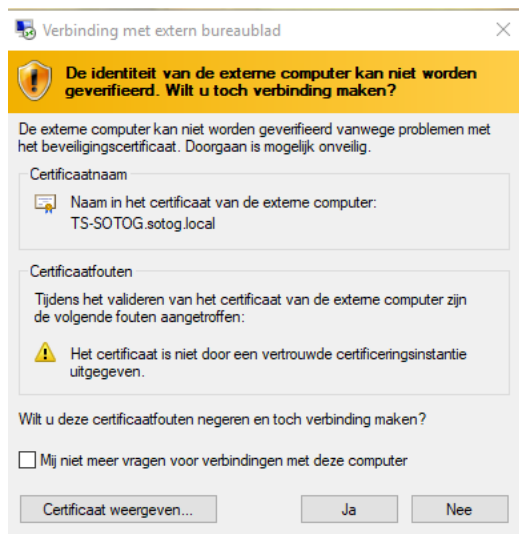 Verbinding met extern bureaublad
De identiteit van de externe computer kan niet worden
geverifieerd. Wilt u toch verbinding maken?
De externe computer kan niet worden geverifieerd vanwege problemen met
het beveiligingscertificaat. Doorgaan is mogelijk onveilig.
Certificaatnaam
Naam in het certificaat van de externe computer:
TS-SOTOG.sotog.local
Certificaatfouten
Tijdens het valideren van het certificaat van de externe computer zijn
de volgende fouten aangetroffen:
Het certificaat is niet door een vertrouwde certificeringsinstantie
uitgegeven.
Wilt u deze certificaatfouten negeren en toch verbinding maken?
Mij niet meer vragen voor verbindingen met deze computer
Certificaat weergeven... Ja Nee